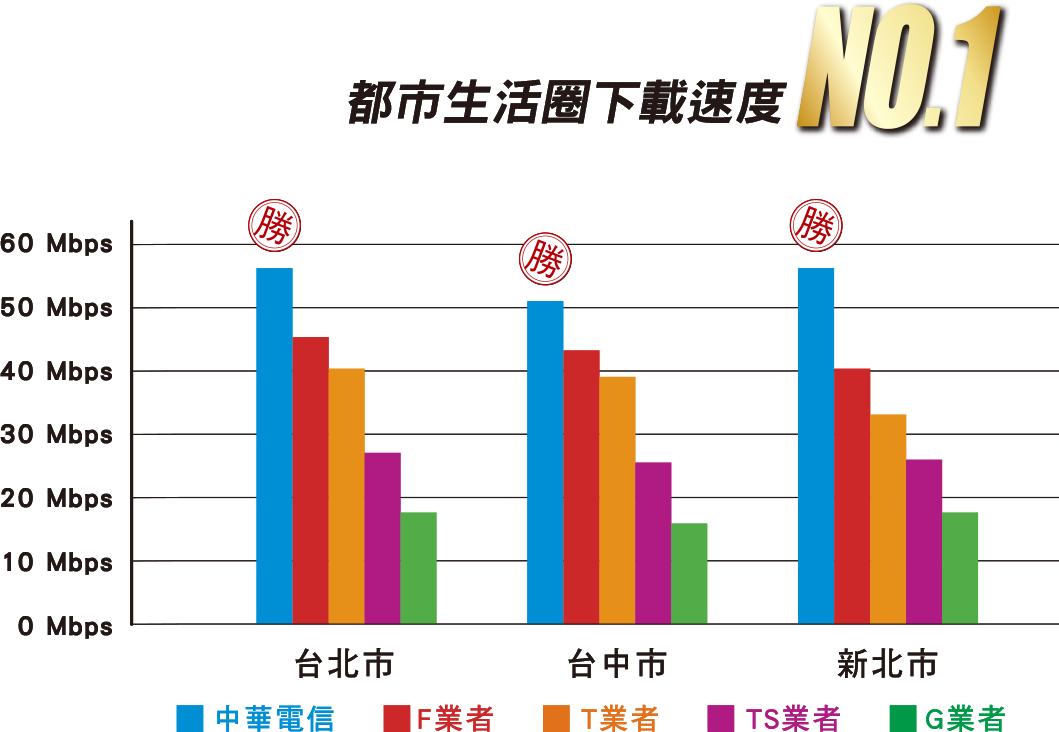 都市生活圈下載速度 NO.1
勝
勝
勝
60 Mbps
50 Mbps
40 Mbps
30 Mbps
20 Mbps
10 Mbps
0 Mbps
台北市 台中市 新北市
中華電信 F業者 T業者 TS業者 G業者